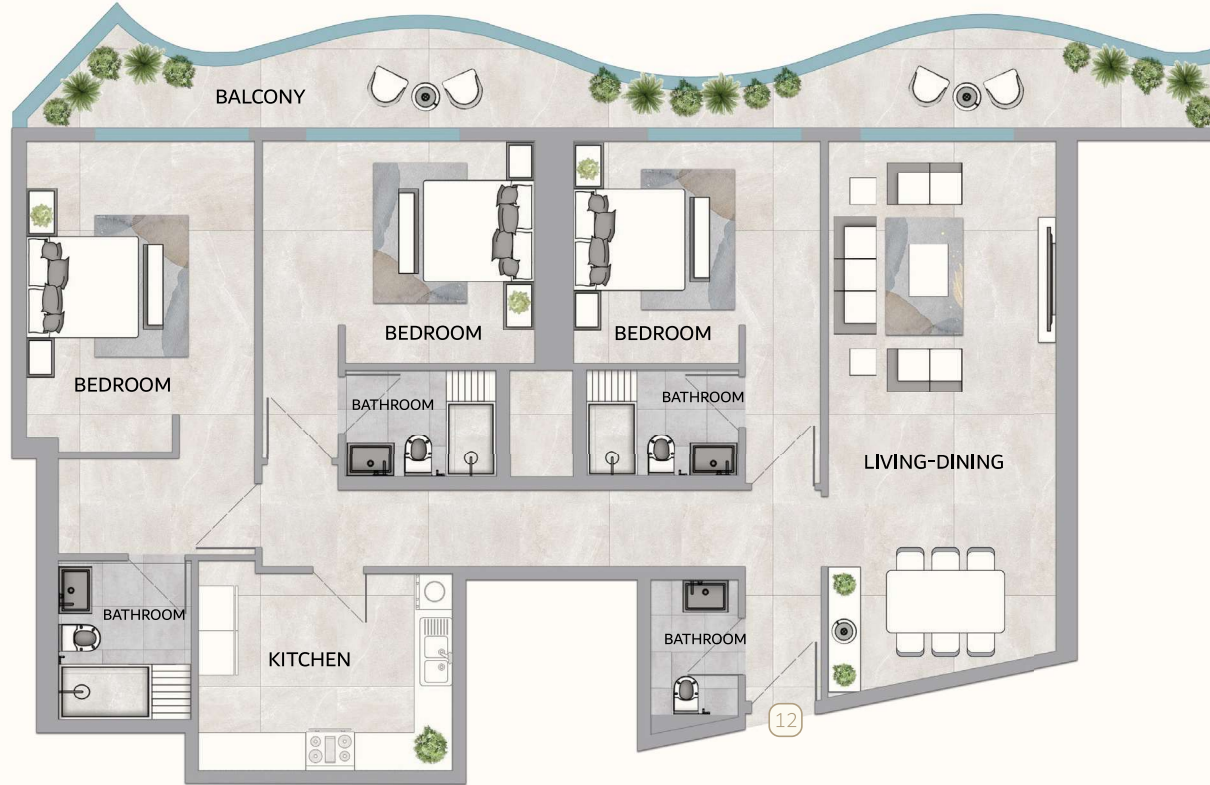 BALCONY
BEDROOM
BEDROOM
BEDROOM
BATHROOM
BATHROOM
LIVING-DINING
BATHROOM
KITCHEN
BATHROOM
12